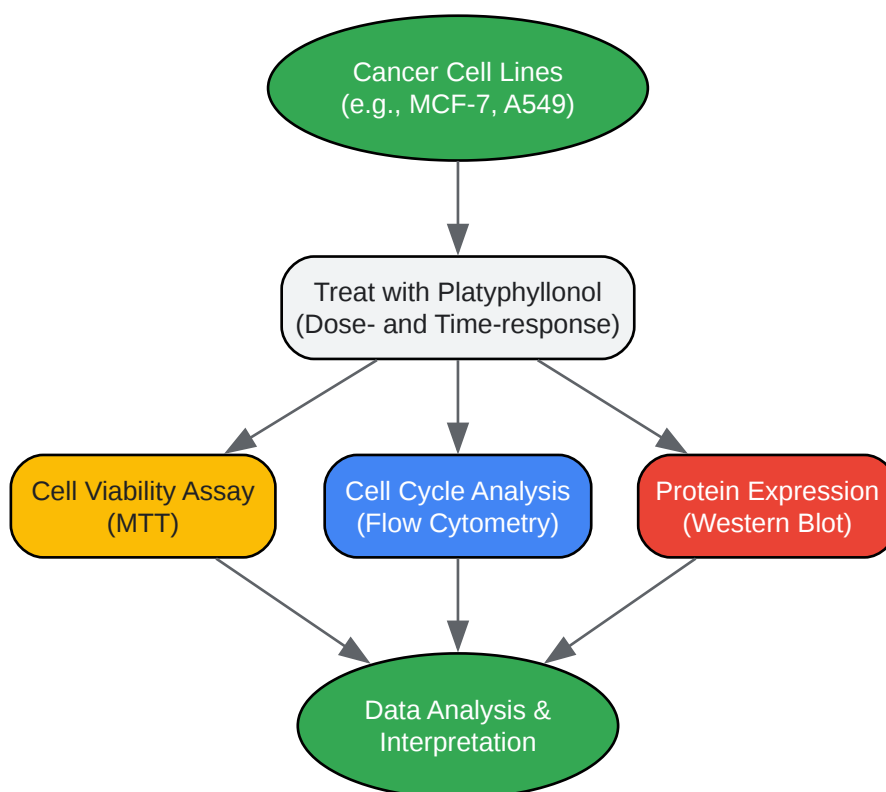 Cancer Cell Lines
(e.g., MCF-7, A549)
Treat with Platyphyllonol
(Dose- and Time-response)
Cell Viability Assay
(MTT)
Cell Cycle Analysis
(Flow Cytometry)
Protein Expression
(Western Blot)
Data Analysis &
Interpretation